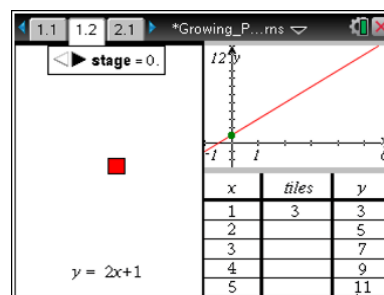 1.1 1.2 2.1 *Growing_P...rns
stage = 0.
y = 2x+1
12 y
-1 1
x tiles y
1 3 3
2 5
3 7
4 9
5 11